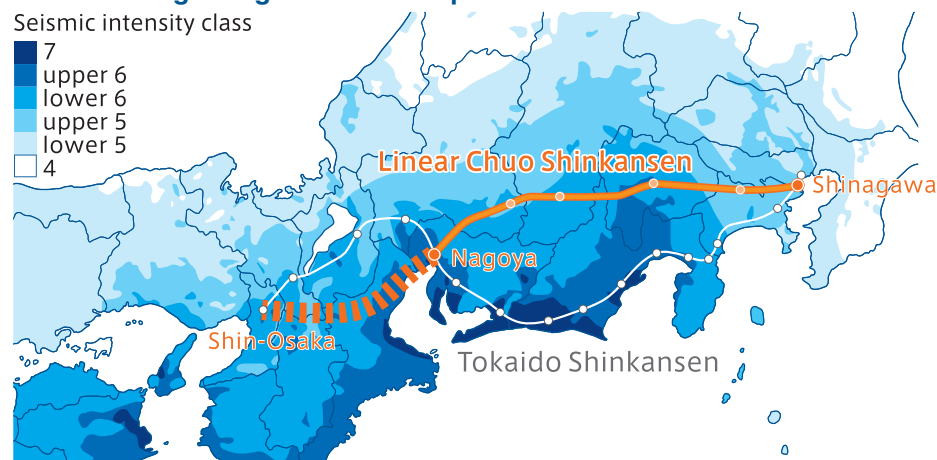 Seismic intensity class
7
upper 6
lower 6
upper 5
lower 5
4
Linear Chuo Shinkansen
Shinagawa
Nagoya
Shin-Osaka
Tokaido Shinkansen